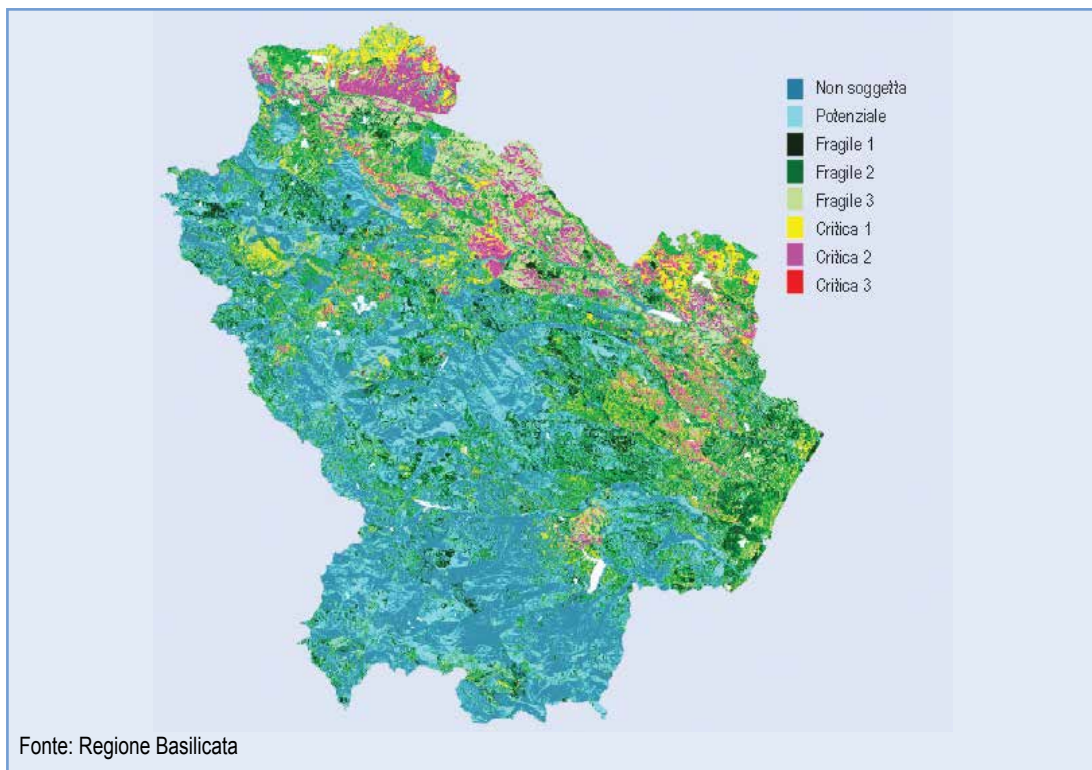 Non soggetta
Potenziale
Fragile 1
Fragile 2
Fragile 3
Critica 1
Critica 2
Critica 3
Fonte: Regione Basilicata